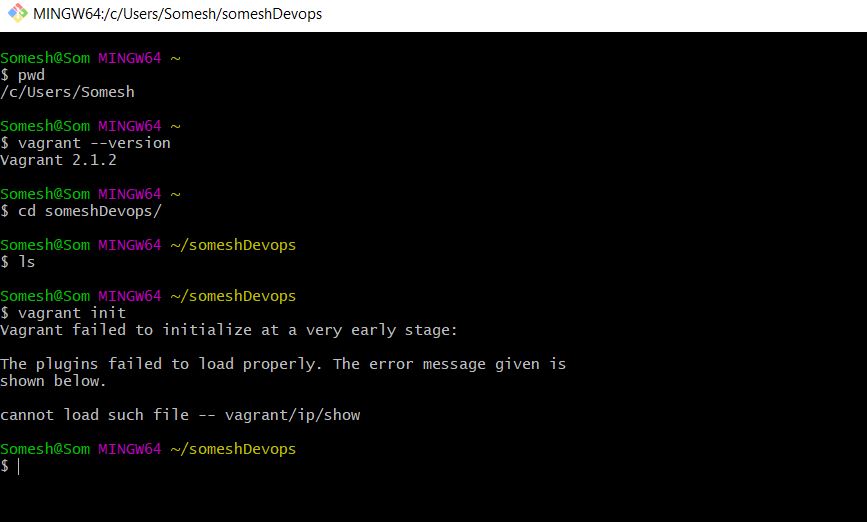 MINGW64:/c/Users/Somesh/someshDevops
Somesh@Som MINGW64 ~
$ pwd
/c/Users/Somesh
Somesh@Som MINGW64 ~
$ vagrant --version
Vagrant 2.1.2
Somesh@Som MINGW64 ~
$ cd someshDevops/
Somesh@Som MINGW64 ~/someshDevops
$ ls
Somesh@Som MINGW64 ~/someshDevops
$ vagrant init
Vagrant failed to initialize at a very early stage:
The plugins failed to load properly. The error message given is
shown below.
cannot load such file -- vagrant/ip/show
Somesh@Som MINGW64 ~/someshDevops
$